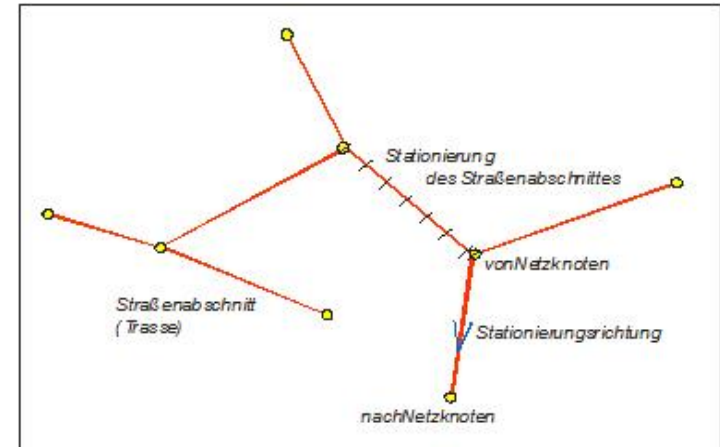 Stationierung
des Straßenabschnittes
vonNetzknoten
Straßenabschnitt
(Trasse)
Stationierungsrichtung
nachNetzknoten